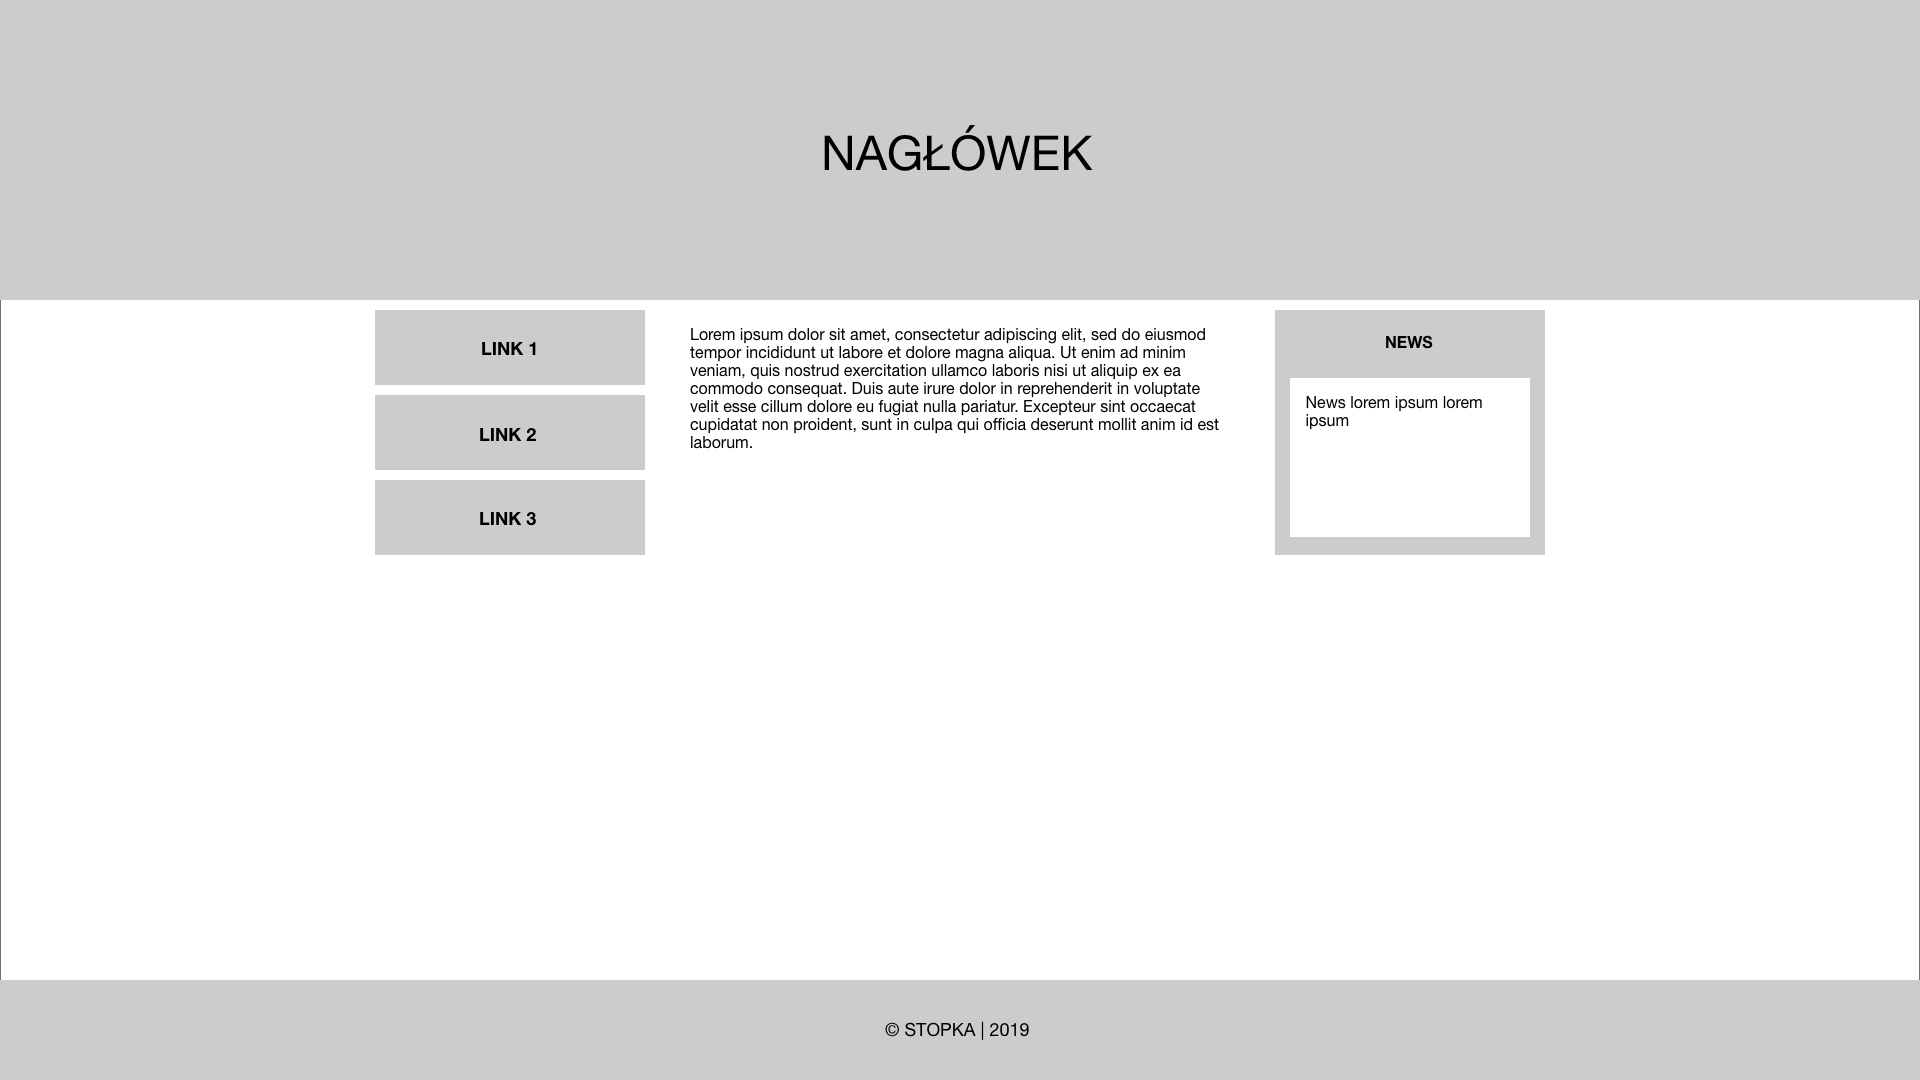 NAGŁÓWEK
LINK 1
LINK 2
LINK 3
Lorem ipsum dolor sit amet, consectetur adipiscing elit, sed do eiusmod
tempor incididunt ut labore et dolore magna aliqua. Ut enim ad minim
veniam, quis nostrud exercitation ullamco laboris nisi ut aliquip ex ea
commodo consequat. Duis aute irure dolor in reprehenderit in voluptate
velit esse cillum dolore eu fugiat nulla pariatur. Excepteur sint occaecat
cupidatat non proident, sunt in culpa qui officia deserunt mollit anim id est
laborum.
NEWS
News lorem ipsum lorem
ipsum
© STOPKA | 2019